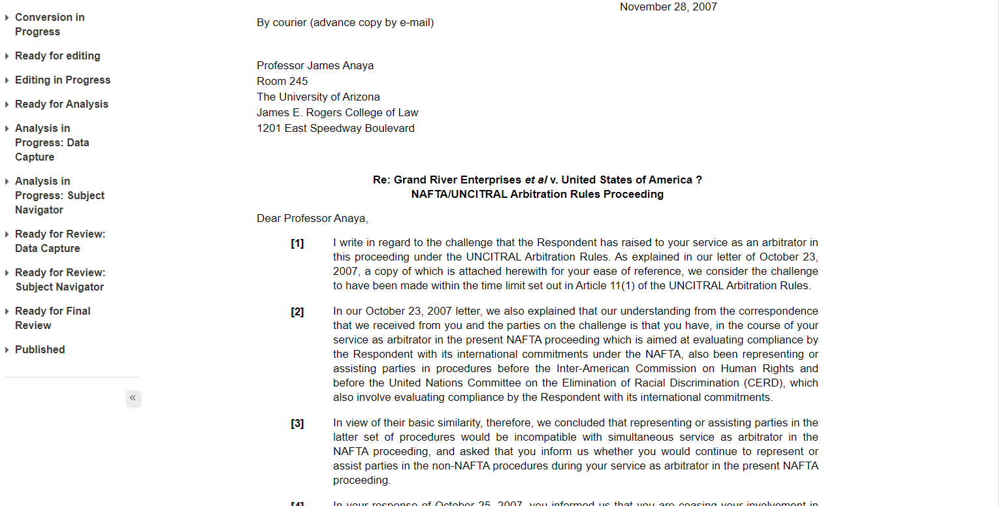 Conversion in
Progress
Ready for editing
Editing in Progress
Ready for Analysis
Analysis in
Progress: Data
Capture
Analysis in
Progress: Subject
Navigator
Ready for Review:
Data Capture
Ready for Review:
Subject Navigator
Ready for Final
Review
Published
«
November 28, 2007
By courier (advance copy by e-mail)
Professor James Anaya
Room 245
The University of Arizona
James E. Rogers College of Law
1201 East Speedway Boulevard
Re: Grand River Enterprises et al v. United States of America ?
NAFTA/UNCITRAL Arbitration Rules Proceeding
Dear Professor Anaya,
[1] I write in regard to the challenge that the Respondent has raised to your service as an arbitrator in
this proceeding under the UNCITRAL Arbitration Rules. As explained in our letter of October 23,
2007, a copy of which is attached herewith for your ease of reference, we consider the challenge
to have been made within the time limit set out in Article 11(1) of the UNCITRAL Arbitration Rules.
[2] In our October 23, 2007 letter, we also explained that our understanding from the correspondence
that we received from you and the parties on the challenge is that you have, in the course of your
service as arbitrator in the present NAFTA proceeding which is aimed at evaluating compliance by
the Respondent with its international commitments under the NAFTA, also been representing or
assisting parties in procedures before the Inter-American Commission on Human Rights and
before the United Nations Committee on the Elimination of Racial Discrimination (CERD), which
also involve evaluating compliance by the Respondent with its international commitments.
[3] In view of their basic similarity, therefore, we concluded that representing or assisting parties in the
latter set of procedures would be incompatible with simultaneous service as arbitrator in the
NAFTA proceeding, and asked that you inform us whether you would continue to represent or
assist parties in the non-NAFTA procedures during your service as arbitrator in the present NAFTA
proceeding.
[4] In your response of October 25, 2007, you informed us that you are ceasing your involvement in